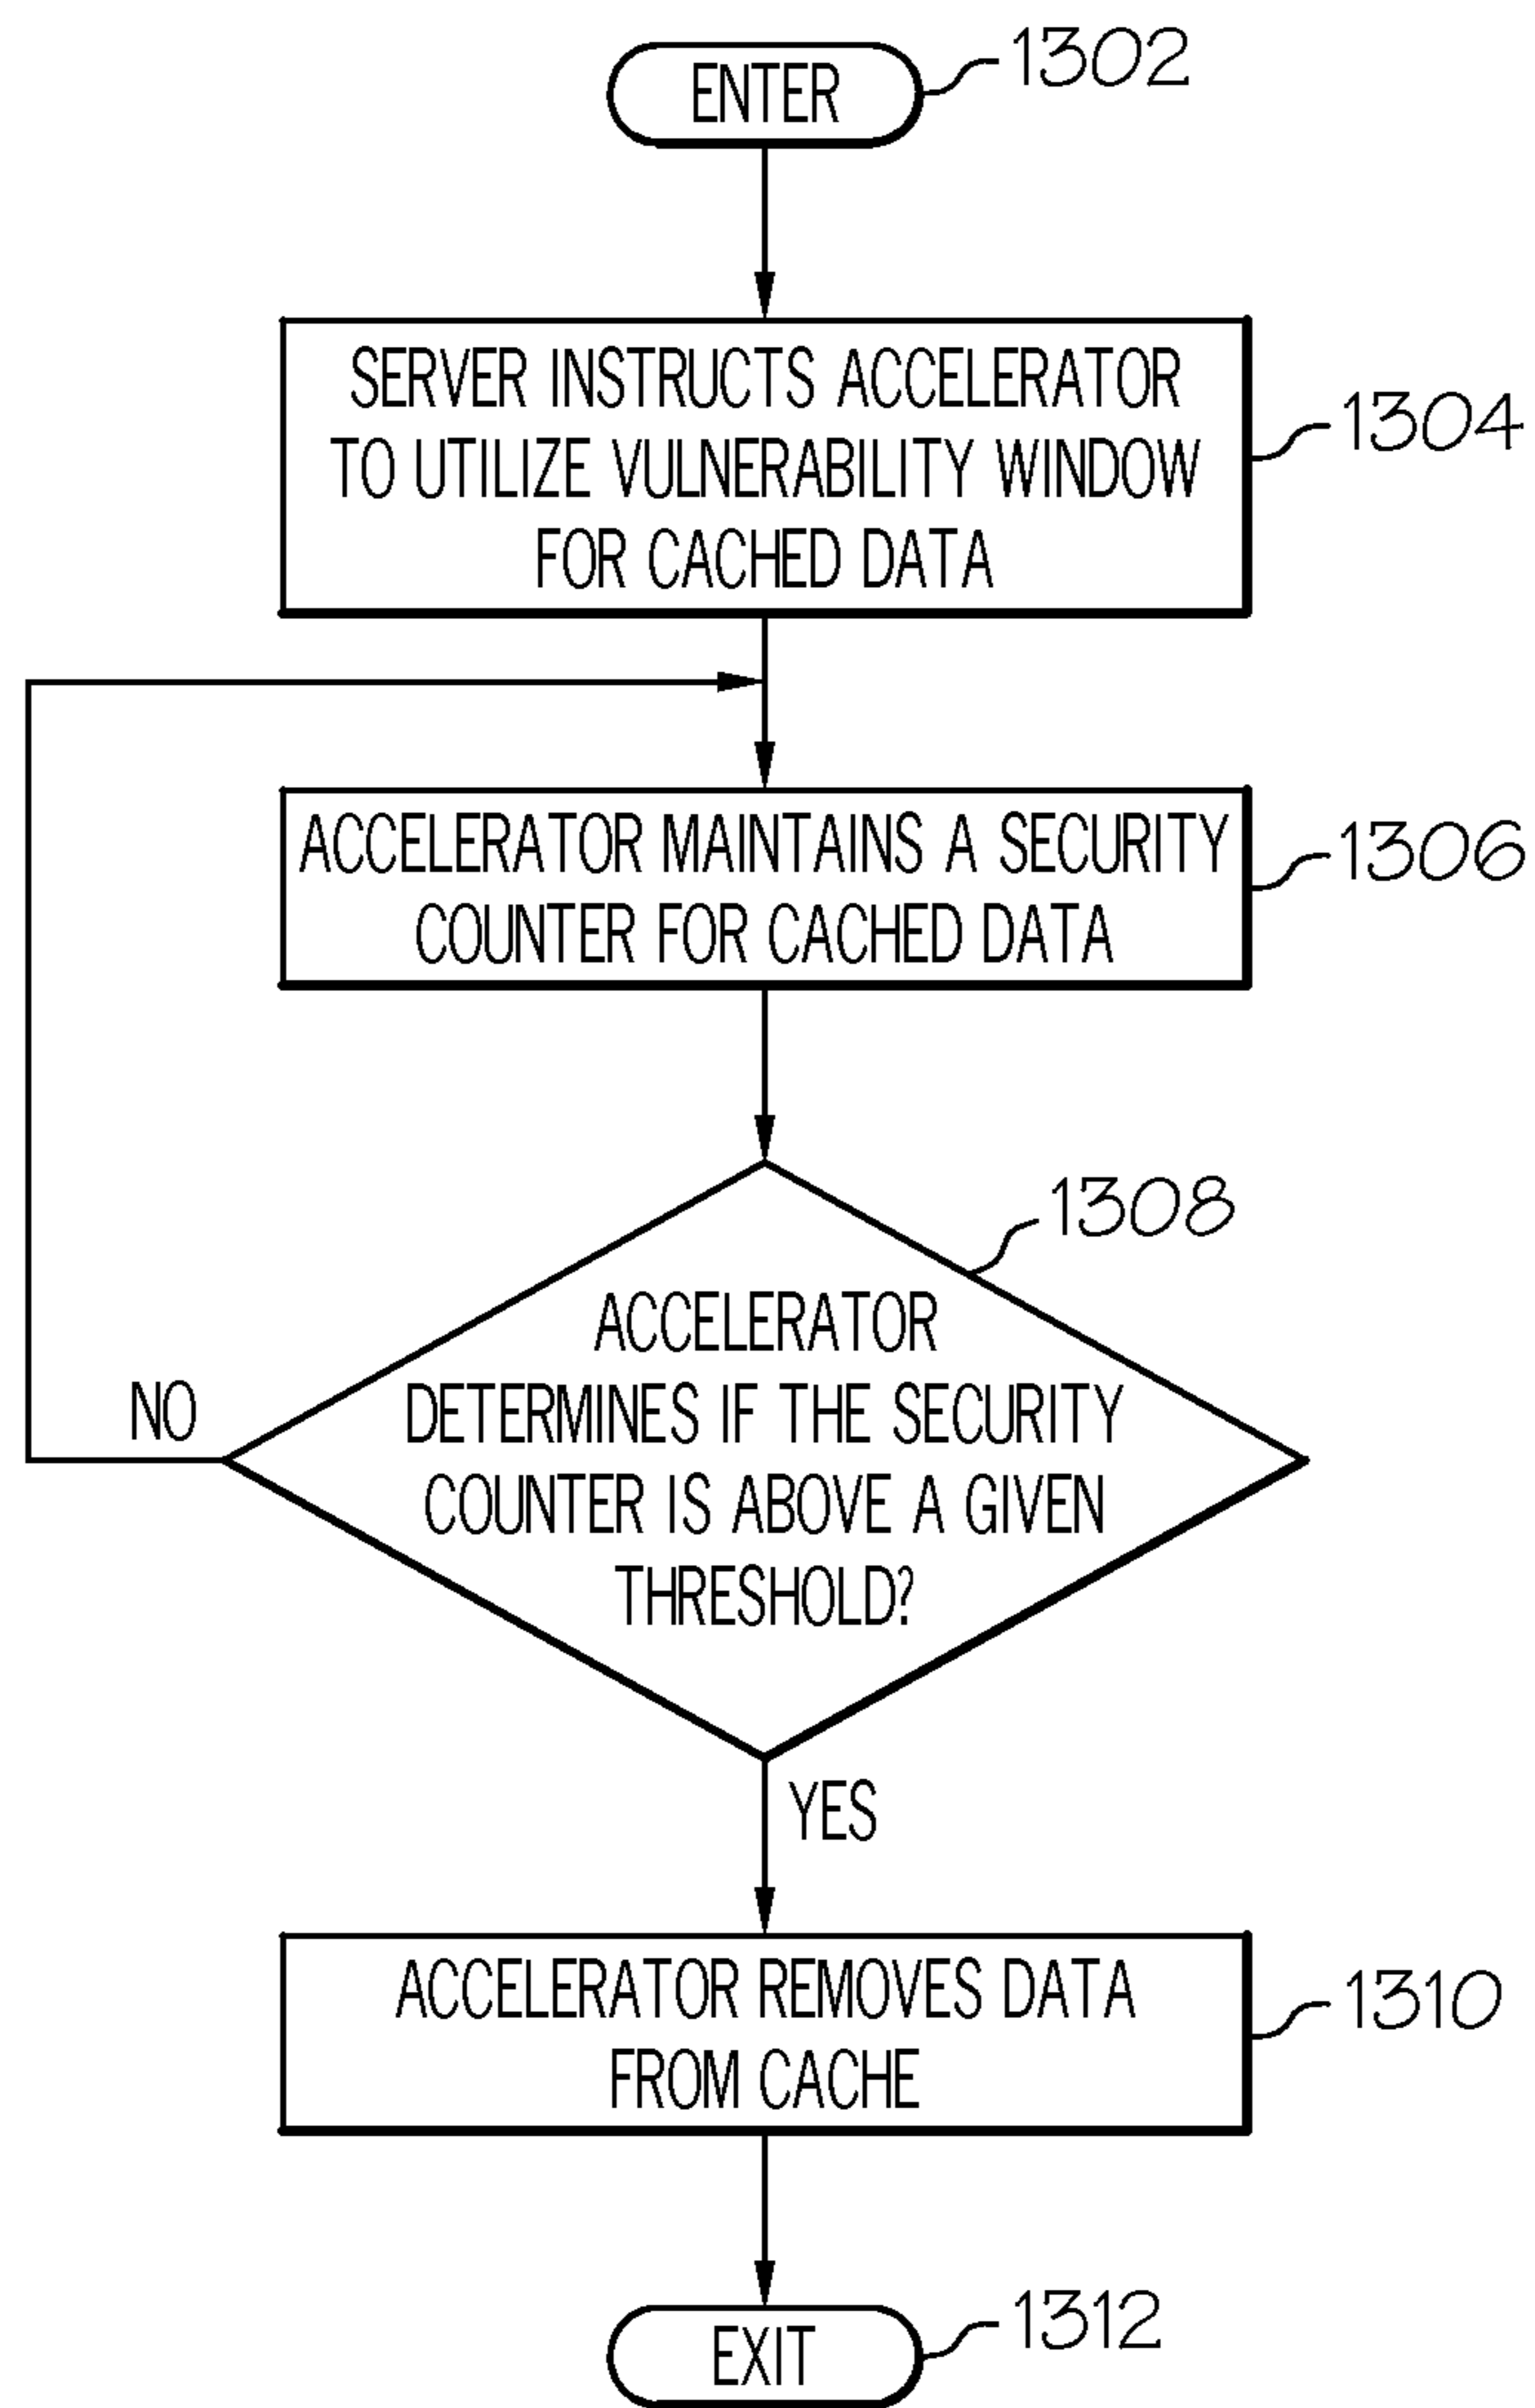 ENTER
1302
SERVER INSTRUCTS ACCELERATOR
TO UTILIZE VULNERABILITY WINDOW
FOR CACHED DATA
1304
ACCELERATOR MAINTAINS A SECURITY
COUNTER FOR CACHED DATA
1306
1308
ACCELERATOR
DETERMINES IF THE SECURITY
COUNTER IS ABOVE A GIVEN
THRESHOLD?
NO
YES
ACCELERATOR REMOVES DATA
FROM CACHE
1310
EXIT
1312